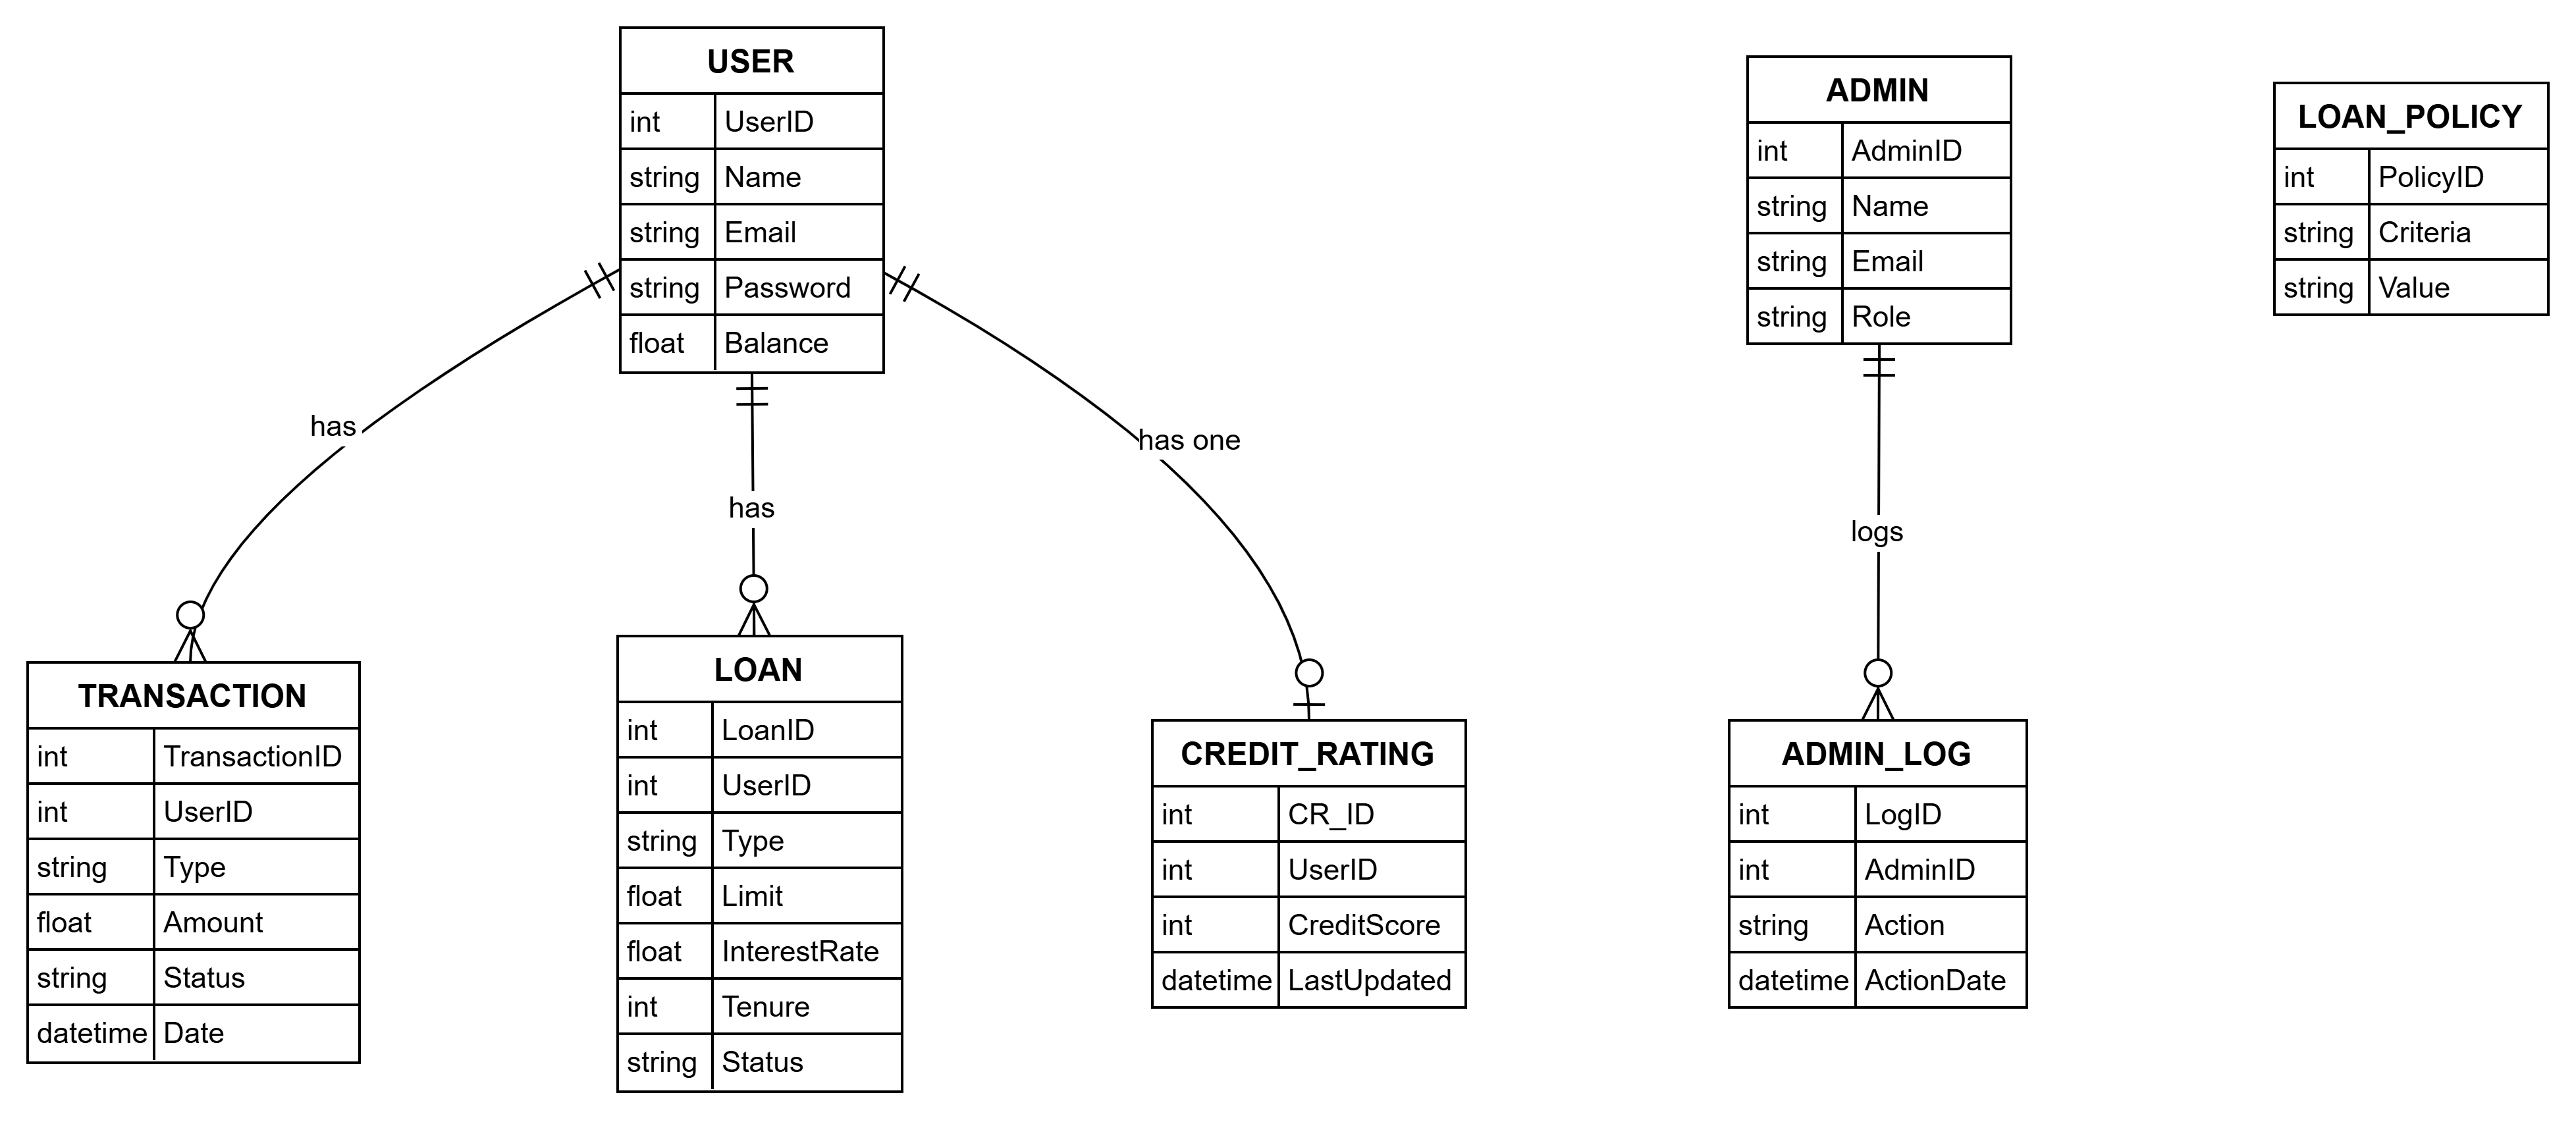 USER
int UserID
string Name
string Email
string Password
float Balance
ADMIN
int AdminID
string Name
string Email
string Role
LOAN_POLICY
int PolicyID
string Criteria
string Value
has
has
has one
logs
TRANSACTION
int TransactionID
int UserID
string Type
float Amount
string Status
datetime Date
LOAN
int LoanID
int UserID
string Type
float Limit
float InterestRate
int Tenure
string Status
CREDIT_RATING
int CR_ID
int UserID
int CreditScore
datetime LastUpdated
ADMIN_LOG
int LogID
int AdminID
string Action
datetime ActionDate